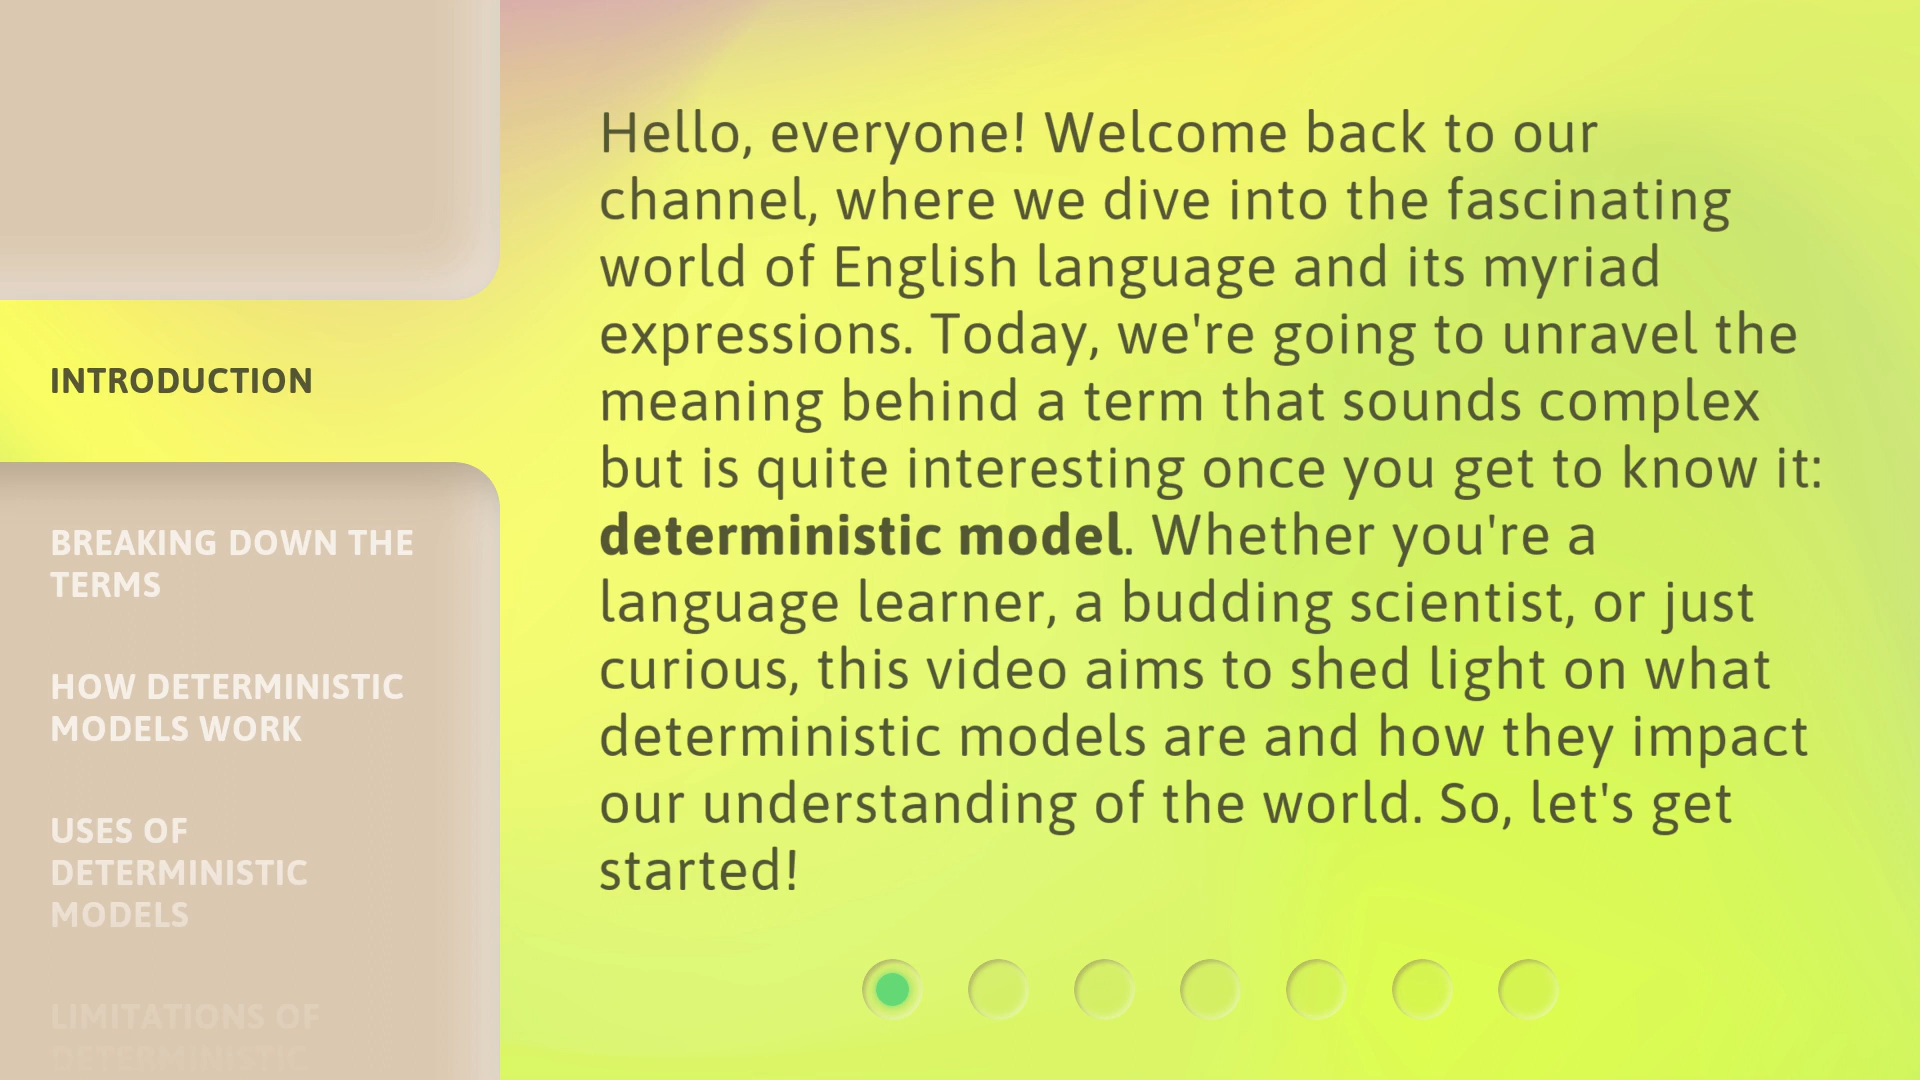 INTRODUCTION
BREAKING DOWN THE
TERMS
HOW DETERMINISTIC
MODELS WORK
USES OF
DETERMINISTIC
MODELS
LIMITATIONS OF
DETERMINISTIC
Hello, everyone! Welcome back to our
channel, where we dive into the fascinating
world of English language and its myriad
expressions. Today, we're going to unravel the
meaning behind a term that sounds complex
but is quite interesting once you get to know it:
deterministic model. Whether you're a
language learner, a budding scientist, or just
curious, this video aims to shed light on what
deterministic models are and how they impact
our understanding of the world. So, let's get
started!